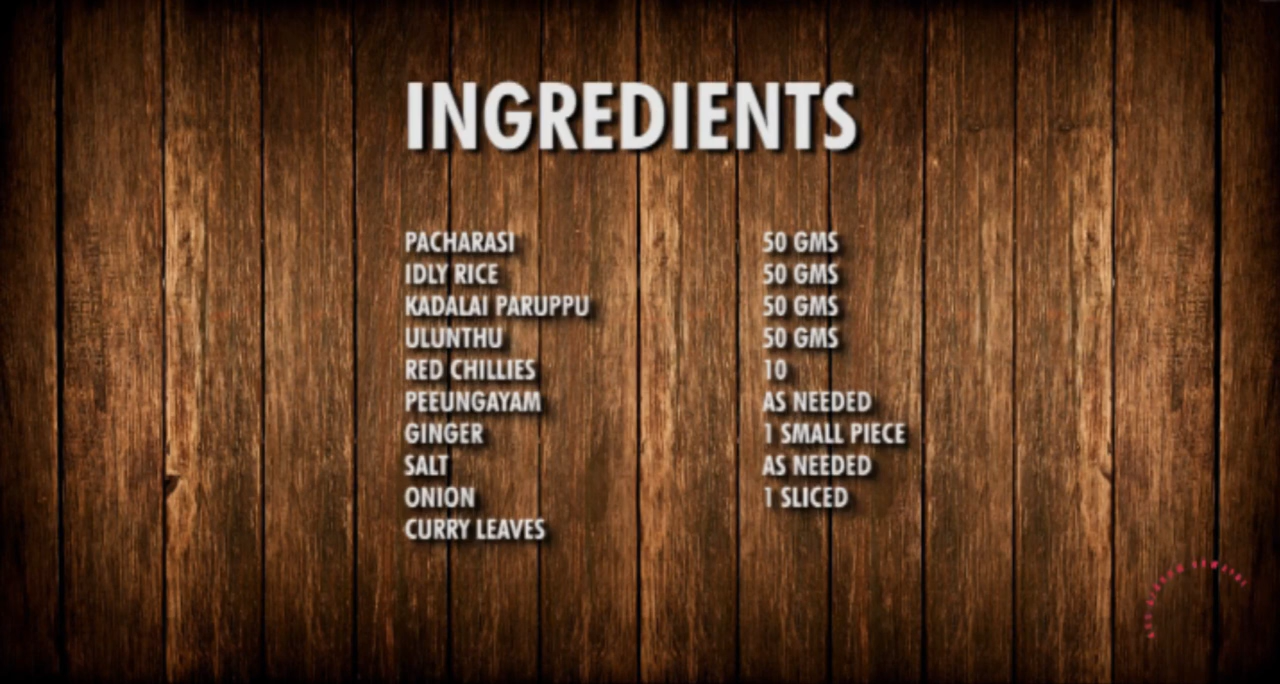 INGREDIENTS
PACHARASI 50 GMS
IDLY RICE 50 GMS
KADALAI PARUPPU 50 GMS
ULUNTHU 50 GMS
RED CHILLIES 10
PEEUNGAYAM AS NEEDED
GINGER 1 SMALL PIECE
SALT AS NEEDED
ONION 1 SLICED
CURRY LEAVES